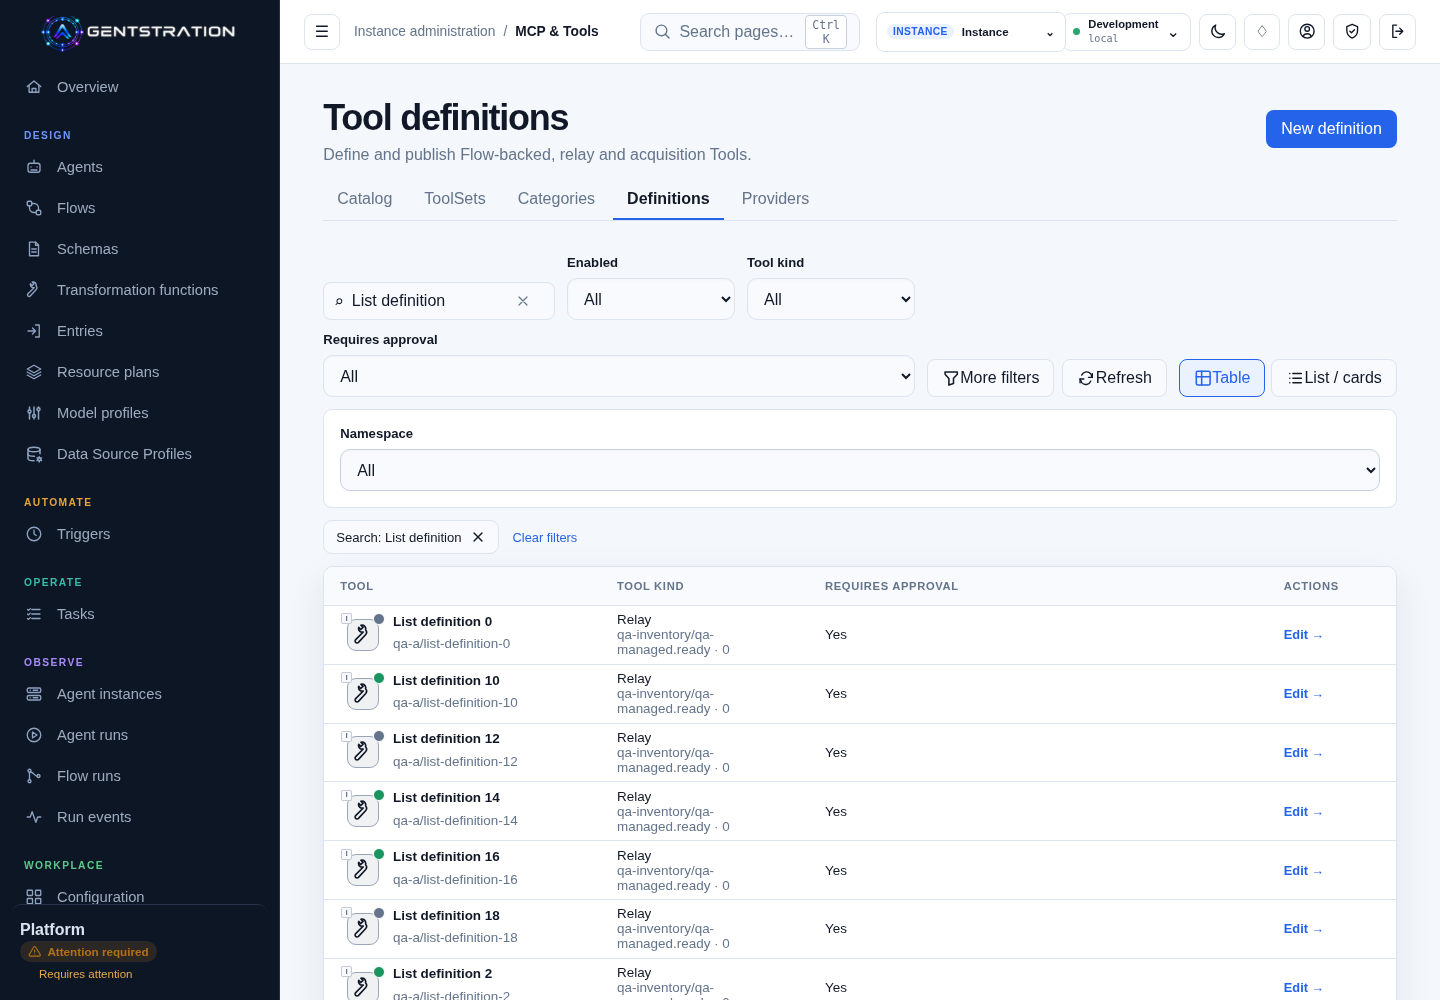 GENTSTRATION
Overview
DESIGN
Agents
Flows
Schemas
Transformation functions
Entries
Resource plans
Model profiles
Data Source Profiles
AUTOMATE
Triggers
OPERATE
Tasks
OBSERVE
Agent instances
Agent runs
Flow runs
Run events
WORKPLACE
Configuration
Platform
Attention required
Requires attention
Instance administration / MCP & Tools
Search pages…
Ctrl
K
INSTANCE Instance
Development
local
Tool definitions
Define and publish Flow-backed, relay and acquisition Tools.
New definition
Catalog ToolSets Categories Definitions Providers
List definition
Enabled
All
Tool kind
All
Requires approval
All
More filters
Refresh
Table
List / cards
Namespace
All
Search: List definition
Clear filters
TOOL TOOL KIND REQUIRES APPROVAL ACTIONS
I
List definition 0
qa-a/list-definition-0
Relay
qa-inventory/qa-
managed.ready · 0
Yes
Edit →
I
List definition 10
qa-a/list-definition-10
Relay
qa-inventory/qa-
managed.ready · 0
Yes
Edit →
I
List definition 12
qa-a/list-definition-12
Relay
qa-inventory/qa-
managed.ready · 0
Yes
Edit →
I
List definition 14
qa-a/list-definition-14
Relay
qa-inventory/qa-
managed.ready · 0
Yes
Edit →
I
List definition 16
qa-a/list-definition-16
Relay
qa-inventory/qa-
managed.ready · 0
Yes
Edit →
I
List definition 18
qa-a/list-definition-18
Relay
qa-inventory/qa-
managed.ready · 0
Yes
Edit →
I
List definition 2
qa-a/list-definition-2
Relay
qa-inventory/qa-
Yes
Edit →